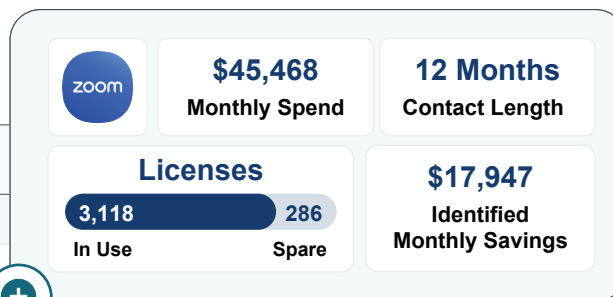 zoom
$45,468
Monthly Spend
12 Months
Contact Length
Licenses
3,118
286
In Use
Spare
$17,947
Identified
Monthly Savings